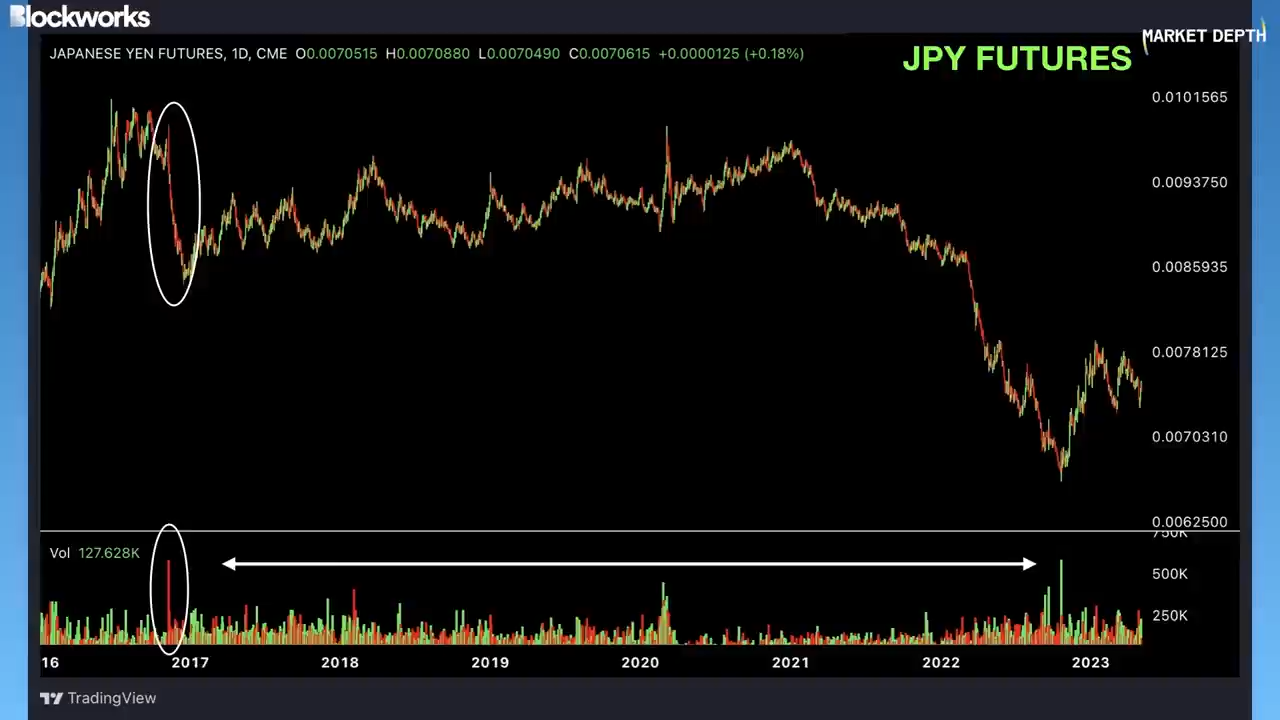 Blockworks
MARKET DEPTH
JAPANESE YEN FUTURES, 1D, CME O0.0070515 H0.0070880 L0.0070490 C0.0070615 +0.0000125 (+0.18%)
JPY FUTURES
0.0101565
0.0093750
0.0085935
0.0078125
0.0070310
0.0062500
750K
Vol 127.628K
500K
250K
16 2017 2018 2019 2020 2021 2022 2023
TradingView